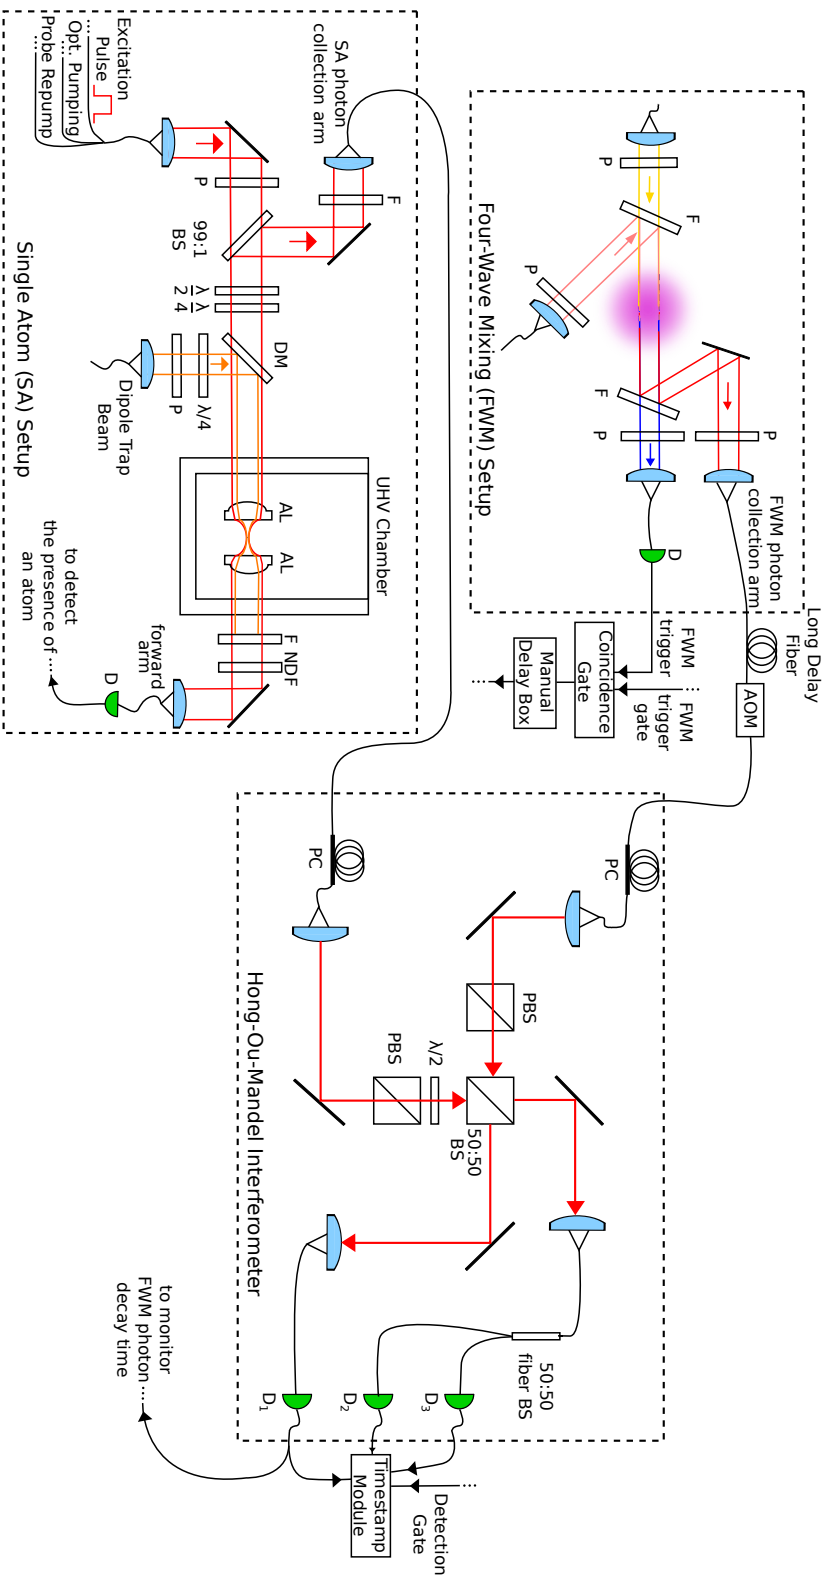 Four-Wave Mixing (FWM) Setup
P
F
P
F
P
P
FWM photon
collection arm
D
Long Delay
Fiber
AOM
FWM
trigger
FWM
trigger
gate
Coincidence
Gate
Manual
Delay Box
Excitation
Pulse
Opt. Pumping
Probe Repump
SA photon
collection arm
P
F
99:1
BS
λ
2
λ
4
DM
λ/4
P
Dipole Trap
Beam
UHV Chamber
AL
AL
F
NDF
forward
arm
D
to detect
the presence of ....
an atom
Single Atom (SA) Setup
PC
PC
PBS
PBS
λ/2
50:50
BS
Hong-Ou-Mandel Interferometer
50:50
fiber BS
D1
D2
D3
Timestamp
Module
Detection
Gate
to monitor
FWM photon ....
decay time